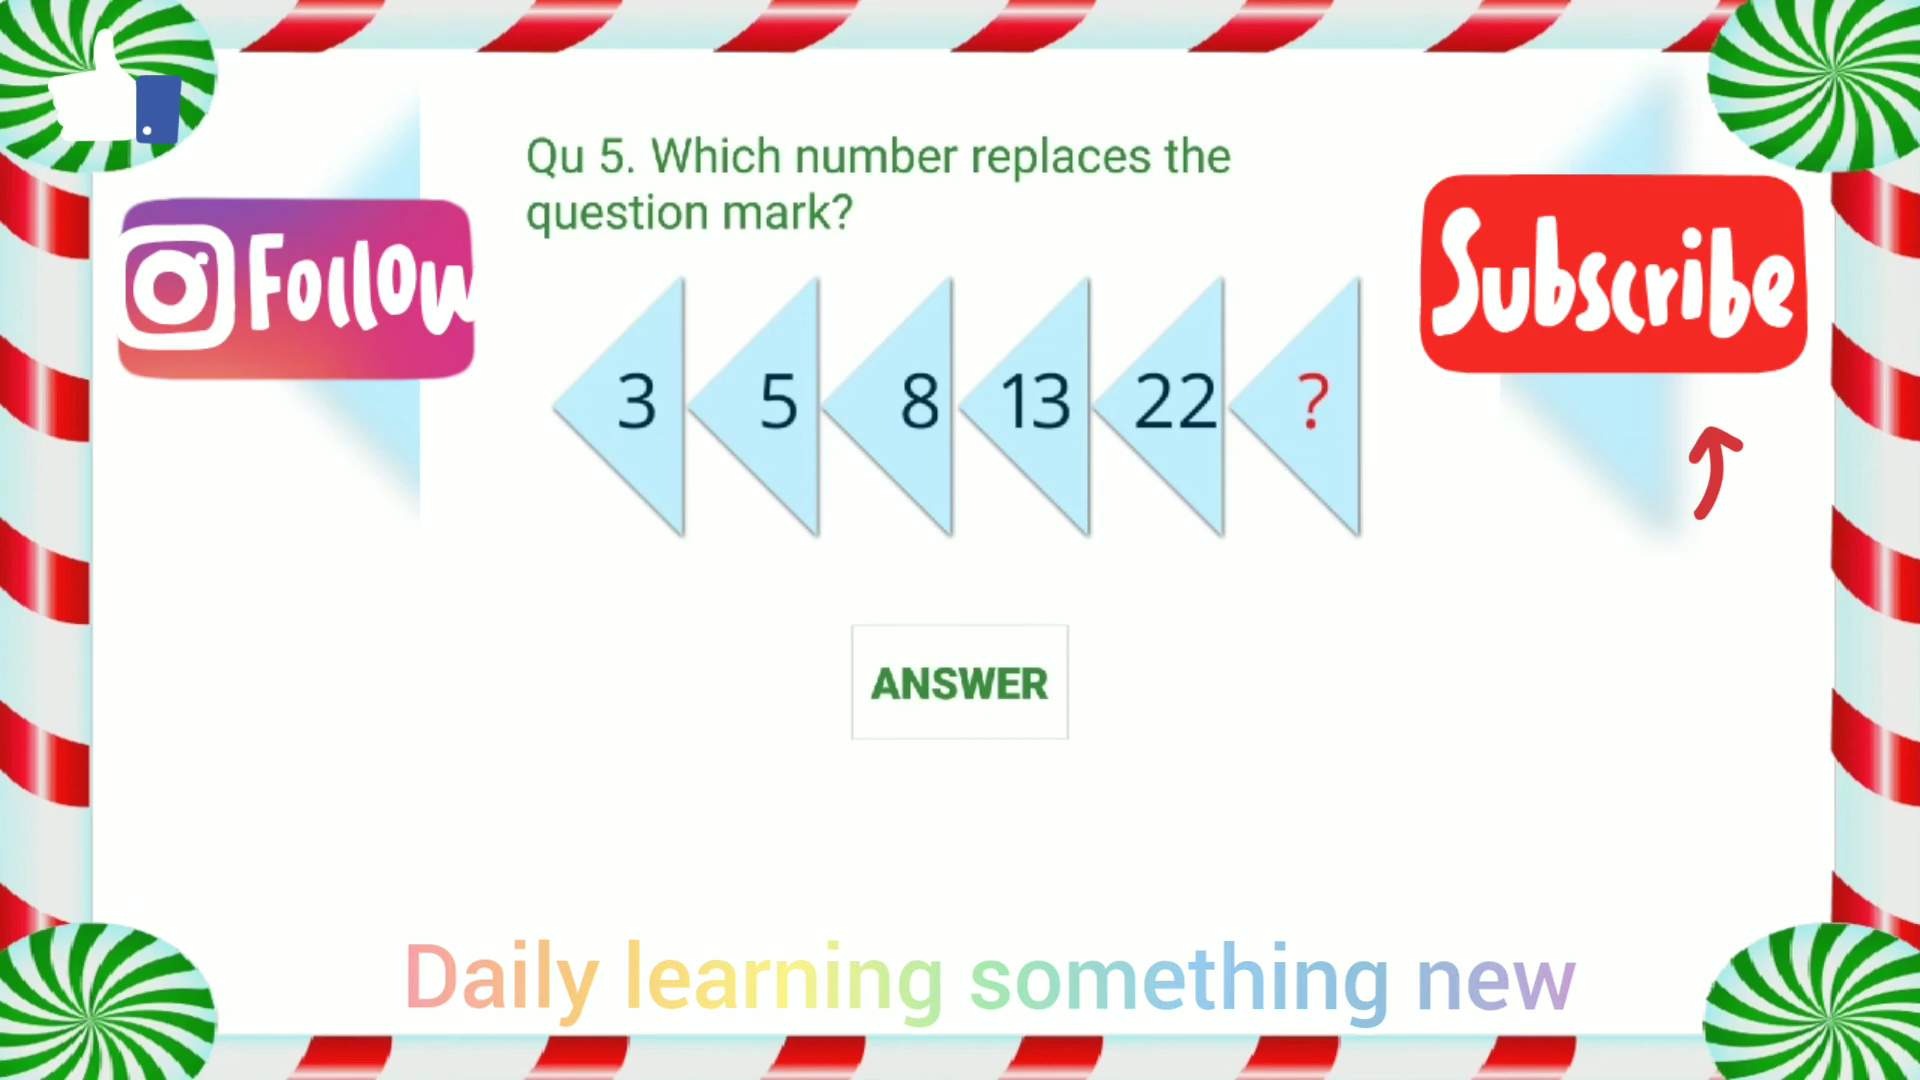 Qu 5. Which number replaces the
question mark?
Follow
Subscribe
3 5 8 13 22 ?
ANSWER
Daily learning something new